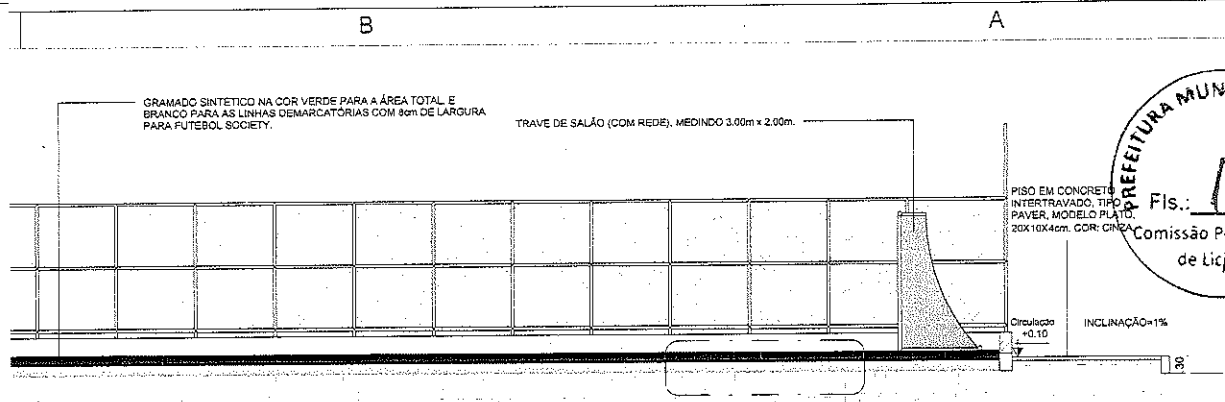 B
A
GRAMADO SINTÉTICO NA COR VERDE PARA A ÁREA TOTAL E
BRANCO PARA AS LINHAS DEMARCATÓRIAS COM 8cm DE LARGURA
PARA FUTEBOL SOCIETY.
TRAVE DE SALÃO (COM REDE), MEDINDO 3.00m x 2.00m.
PISO EM CONCRETO
INTERTRAVADO, TIPO
PAVER, MODELO PLATÔ,
20X10X4cm. COR: CINZA
PREFEITURA MUN
Fls.:
Comissão P
de Lic
Circulação
+0.10
INCLINAÇÃO=1%
30